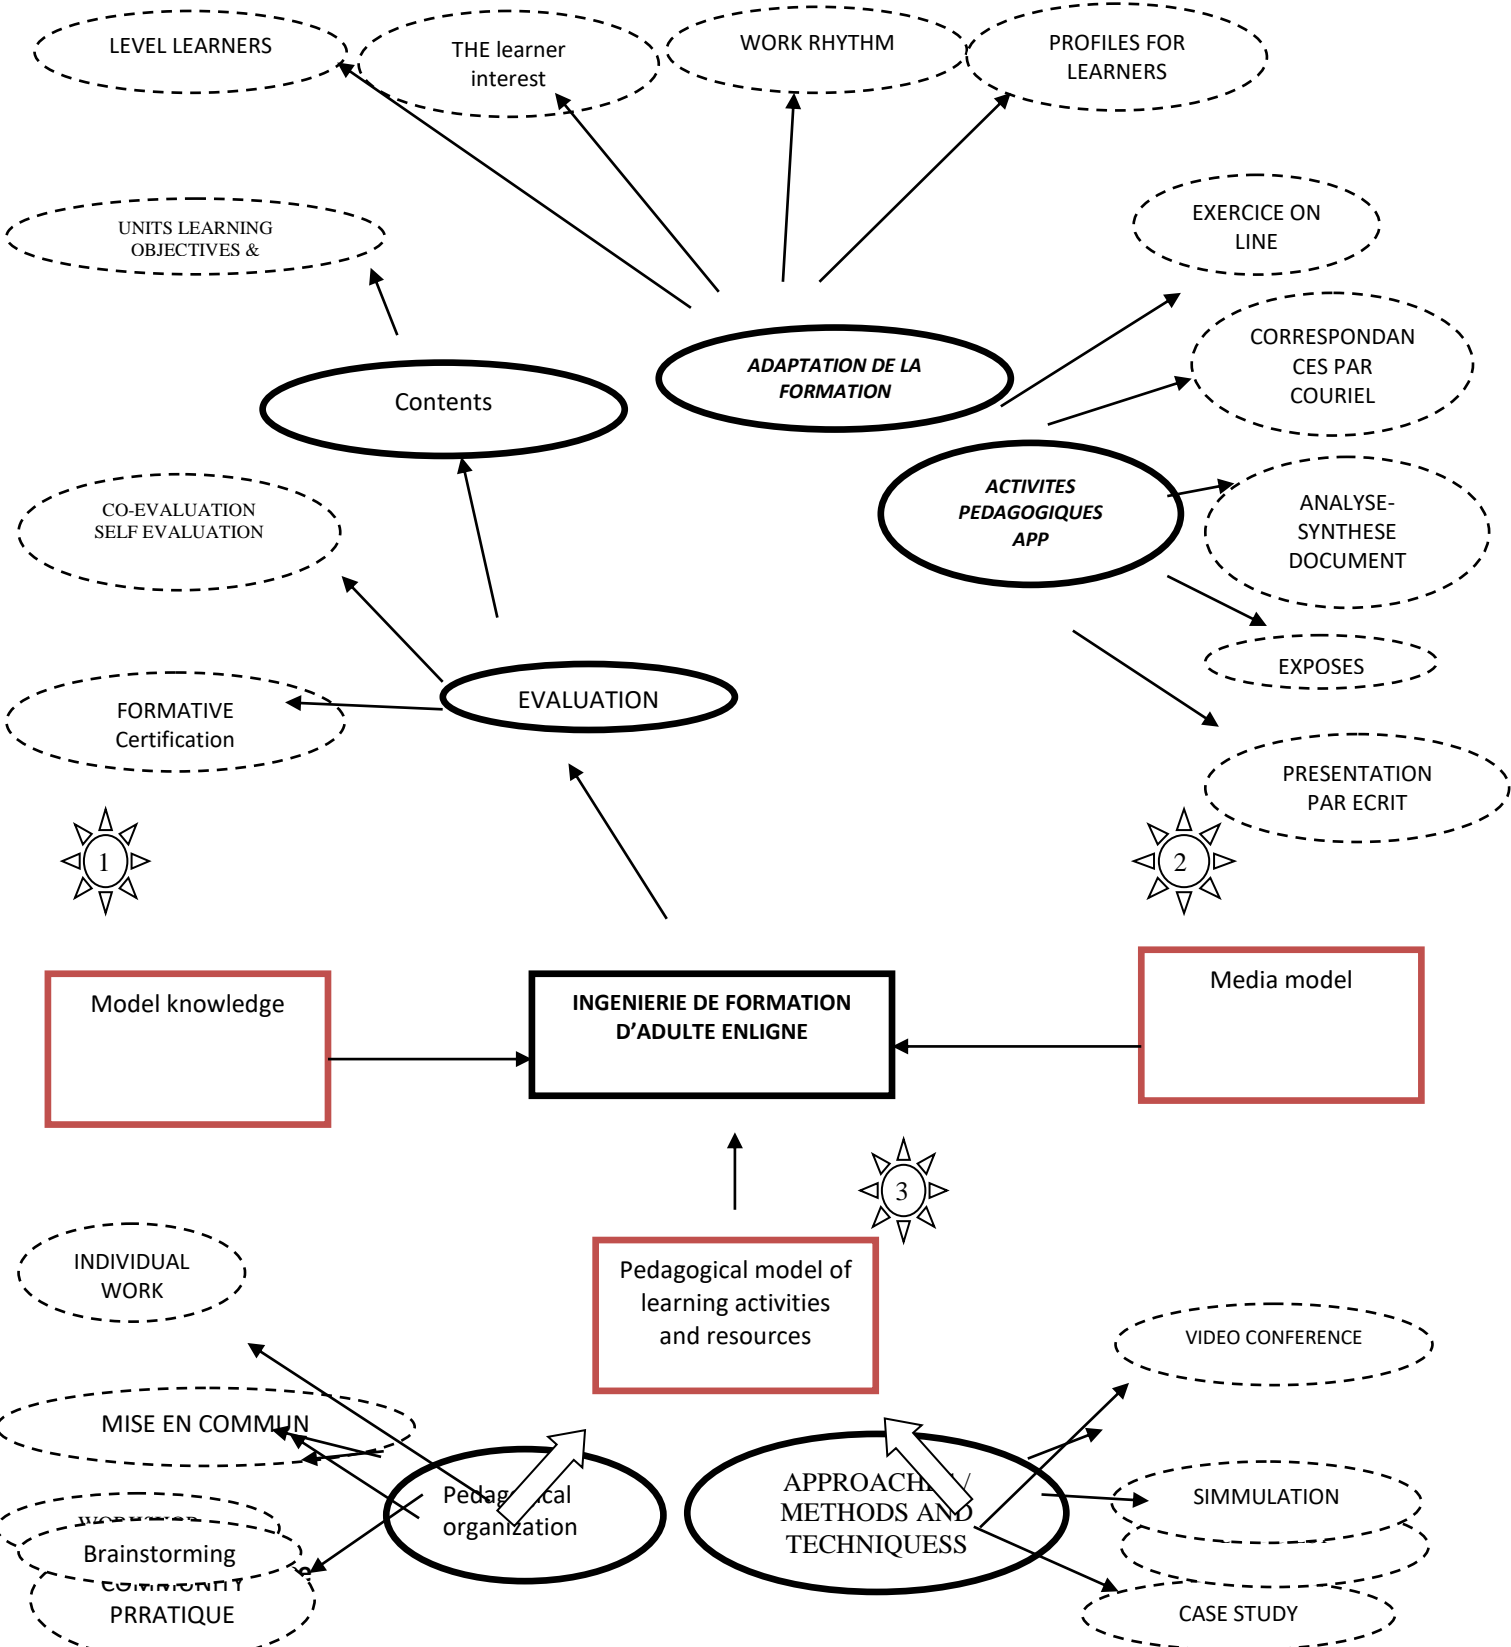 LEVEL LEARNERS
THE learner
interest
WORK RHYTHM
PROFILES FOR
LEARNERS
UNITS LEARNING
OBJECTIVES &
EXERCICE ON
LINE
ADAPTATION DE LA
FORMATION
CORRESPONDAN
CES PAR
COURIEL
Contents
ACTIVITES
PEDAGOGIQUES
APP
CO-EVALUATION
SELF EVALUATION
ANALYSE-
SYNTHESE
DOCUMENT
EXPOSES
EVALUATION
FORMATIVE
Certification
PRESENTATION
PAR ECRIT
1
2
Model knowledge
INGENIERIE DE FORMATION
D’ADULTE ENLIGNE
Media model
3
INDIVIDUAL
WORK
Pedagogical model of
learning activities
and resources
VIDEO CONFERENCE
MISE EN COMMUN
Pedagogical
organization
APPROACHES /
METHODS AND
TECHNIQUESS
SIMMULATION
Brainstorming
COMMUNITY
PRRATIQUE
CASE STUDY